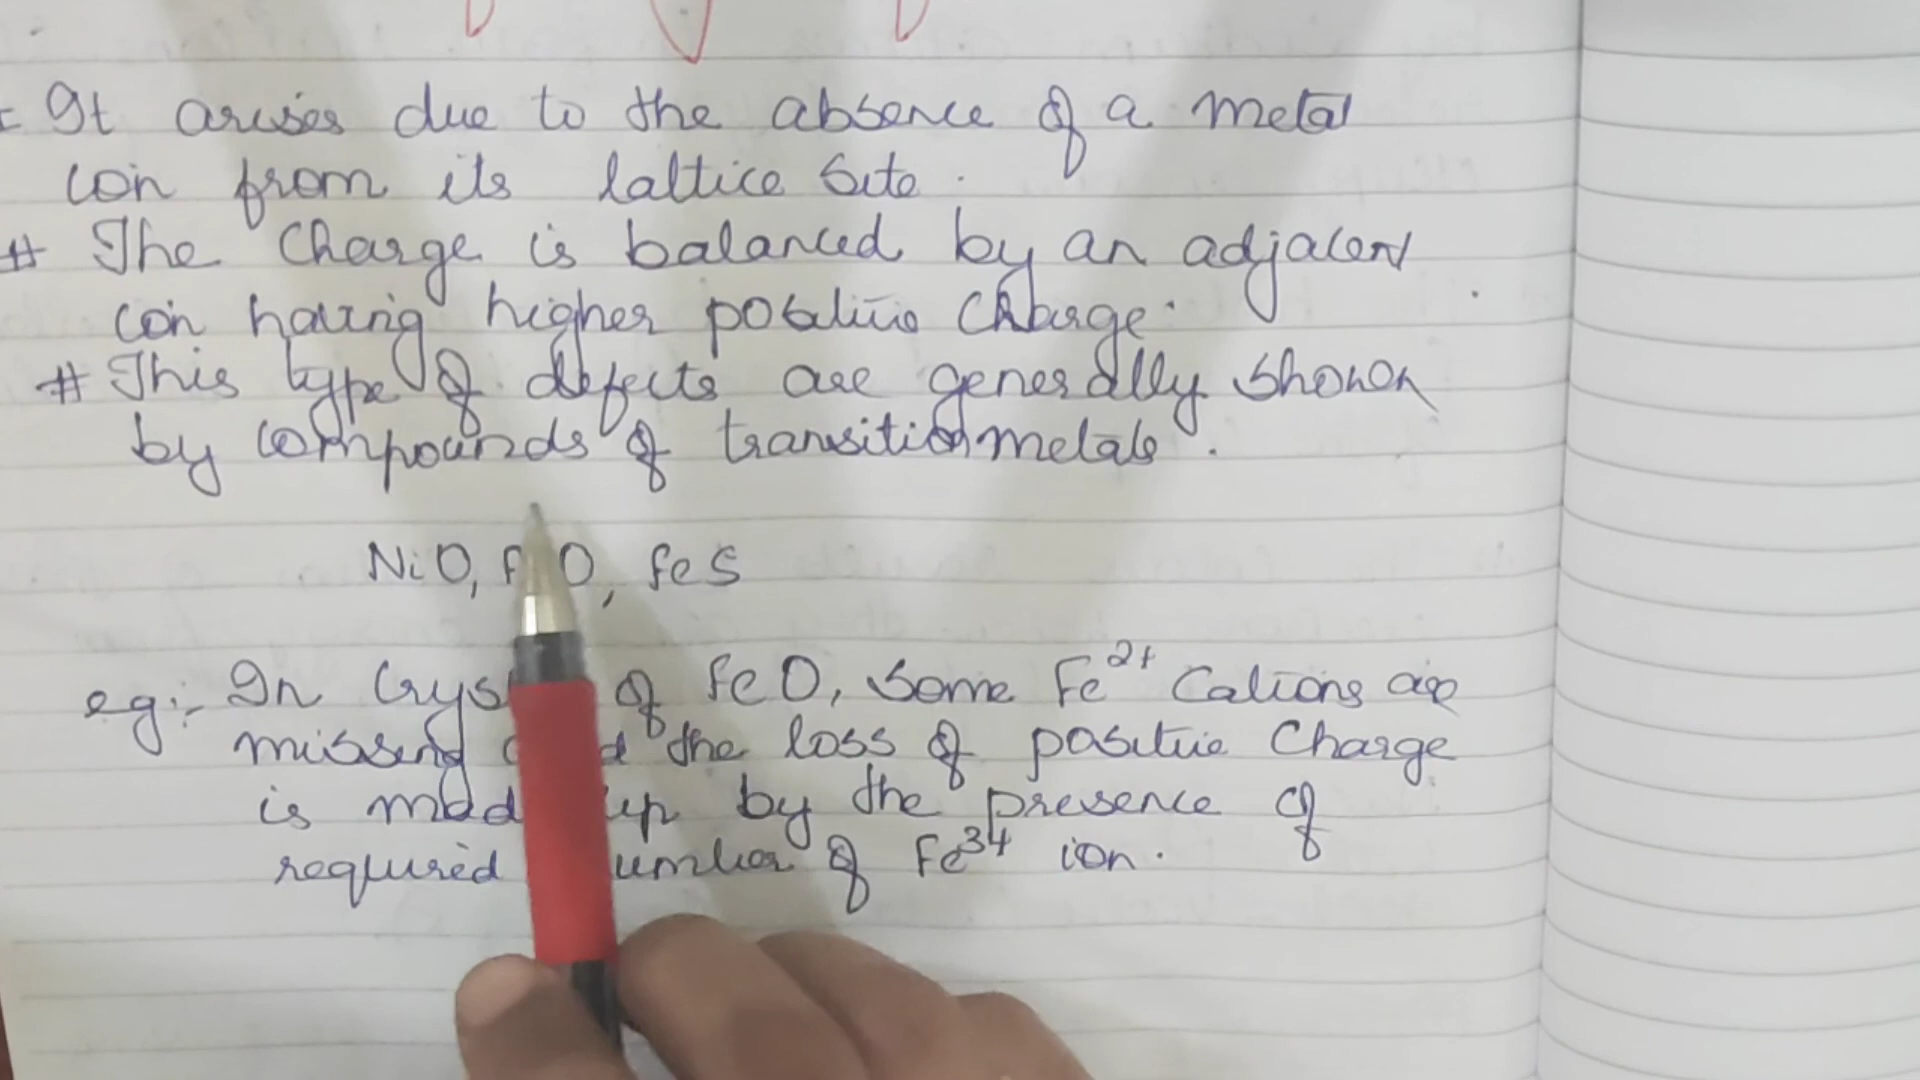 - It arises due to the absence of a metal
ion from its lattice site.
# The charge is balanced by an adjacent
ion having higher positive charge.
# This type of defects are generally shown
by compounds of transition metals.
NiO, F O, FeS
eg:- In Crys of FeO, Some Fe2+ Cations are
missing the loss of positive Charge
is up by the presence of
required of Fe3+ ion.